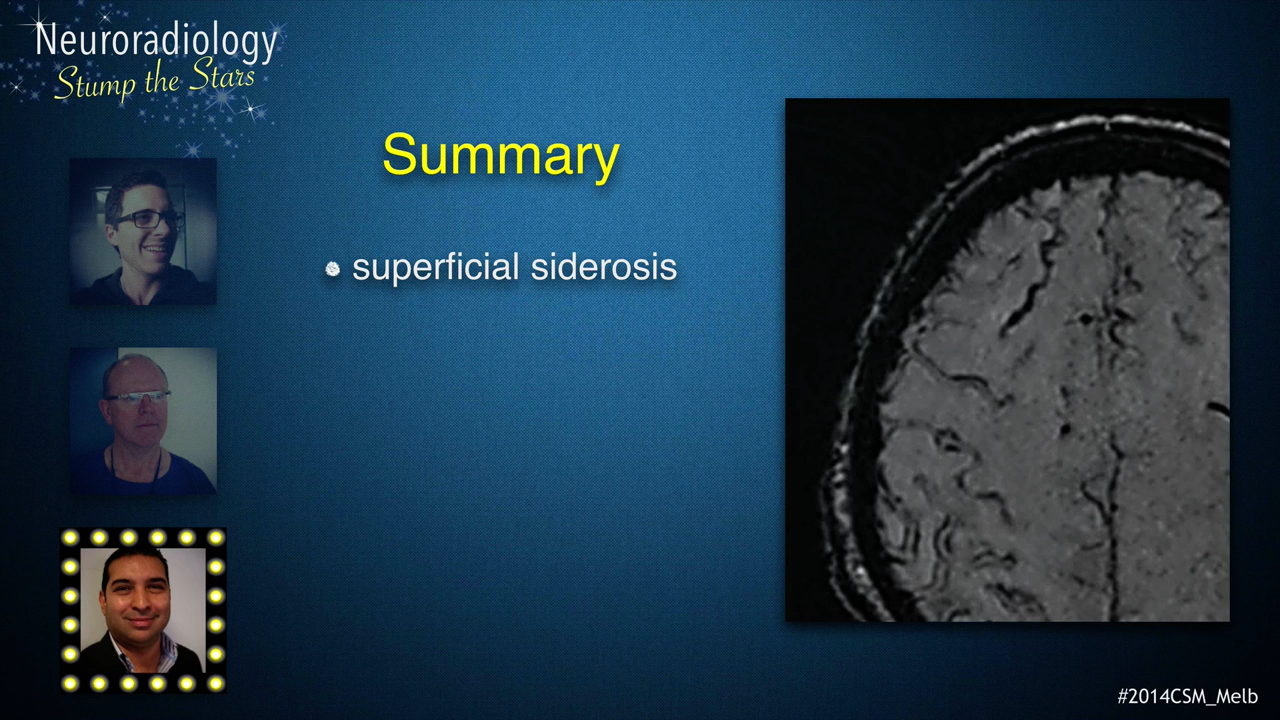 Neuroradiology
Stump the Stars
Summary
superficial siderosis
#2014CSM_Melb